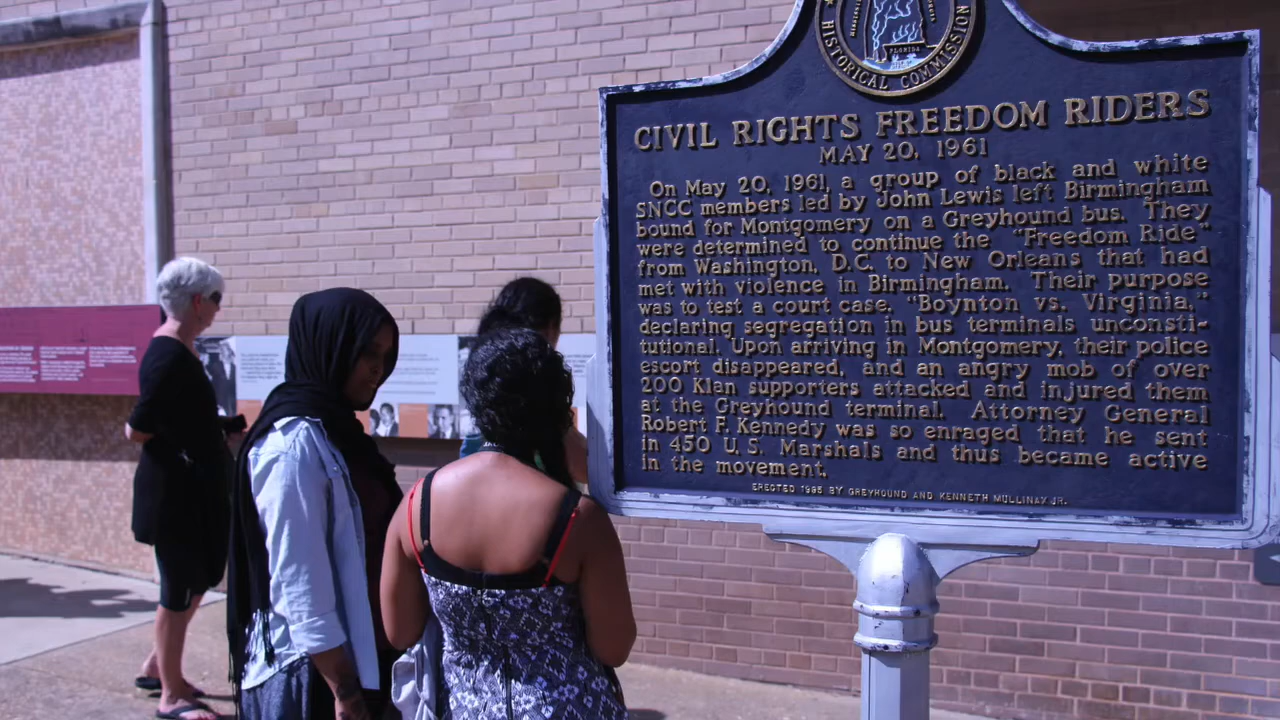 HISTORICAL COMMISSION
FLORIDA
CIVIL RIGHTS FREEDOM RIDERS
MAY 20, 1961
On May 20, 1961, a group of black and white
SNCC members led by John Lewis left Birmingham
bound for Montgomery on a Greyhound bus. They
were determined to continue the "Freedom Ride"
from Washington, D.C. to New Orleans that had
met with violence in Birmingham. Their purpose
was to test a court case, "Boynton vs. Virginia,"
declaring segregation in bus terminals unconsti-
tutional. Upon arriving in Montgomery, their police
escort disappeared, and an angry mob of over
200 Klan supporters attacked and injured them
at the Greyhound terminal. Attorney General
Robert F. Kennedy was so enraged that he sent
in 450 U.S. Marshals and thus became active
in the movement.
ERECTED 1995 BY GREYHOUND AND KENNETH MULLINAX JR.